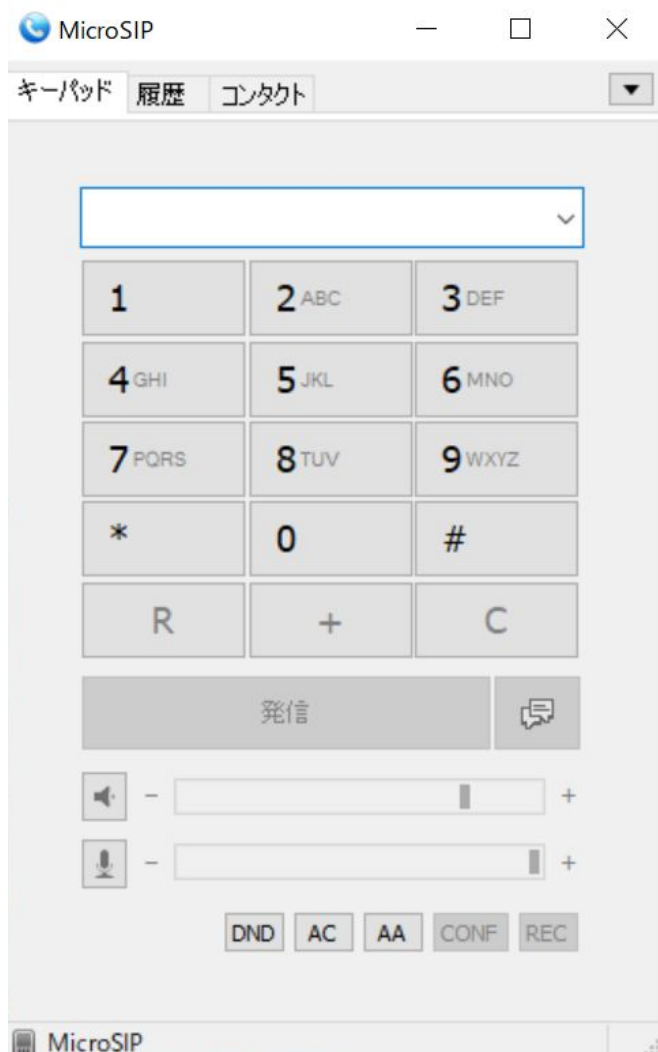 MicroSIP
キーパッド 履歴 コンタクト
1 2 ABC 3 DEF
4 GHI 5 JKL 6 MNO
7 PQRS 8 TUV 9 WXYZ
* 0 #
R + C
発信
- +
- +
DND AC AA CONF REC
MicroSIP